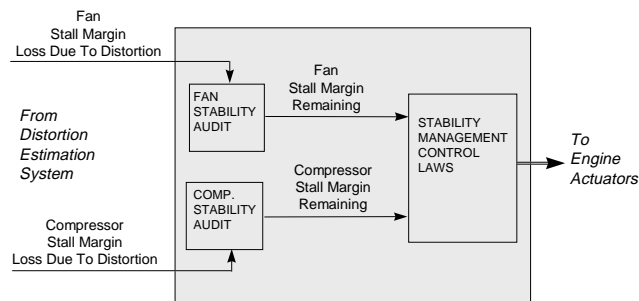 Fan
Stall Margin
Loss Due To Distortion
From
Distortion
Estimation
System
Compressor
Stall Margin
Loss Due To Distortion
FAN
STABILITY
AUDIT
Fan
Stall Margin
Remaining
COMP.
STABILITY
AUDIT
Compressor
Stall Margin
Remaining
STABILITY
MANAGEMENT
CONTROL
LAWS
To
Engine
Actuators